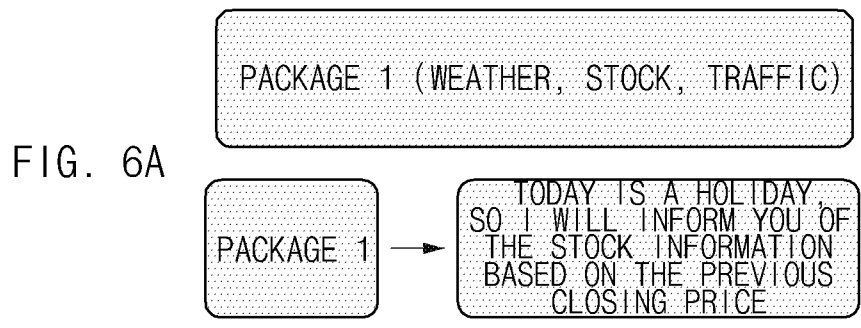 PACKAGE 1 (WEATHER, STOCK, TRAFFIC)
FIG. 6A
PACKAGE 1
TODAY IS A HOLIDAY,
SO I WILL INFORM YOU OF
THE STOCK INFORMATION
BASED ON THE PREVIOUS
CLOSING PRICE